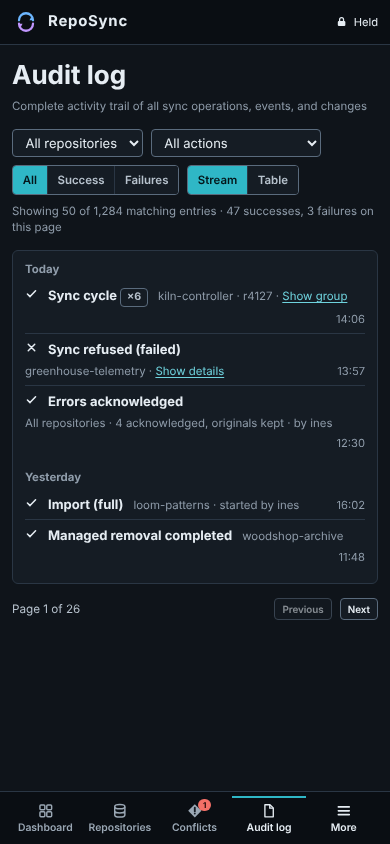 RepoSync
Held
Audit log
Complete activity trail of all sync operations, events, and changes
All repositories
All actions
All Success Failures Stream Table
Showing 50 of 1,284 matching entries · 47 successes, 3 failures on
this page
Today
Sync cycle ×6 kiln-controller · r4127 · Show group
14:06
Sync refused (failed)
greenhouse-telemetry · Show details 13:57
Errors acknowledged
All repositories · 4 acknowledged, originals kept · by ines
12:30
Yesterday
Import (full) loom-patterns · started by ines 16:02
Managed removal completed woodshop-archive
11:48
Page 1 of 26 Previous Next
1
Dashboard Repositories Conflicts Audit log More